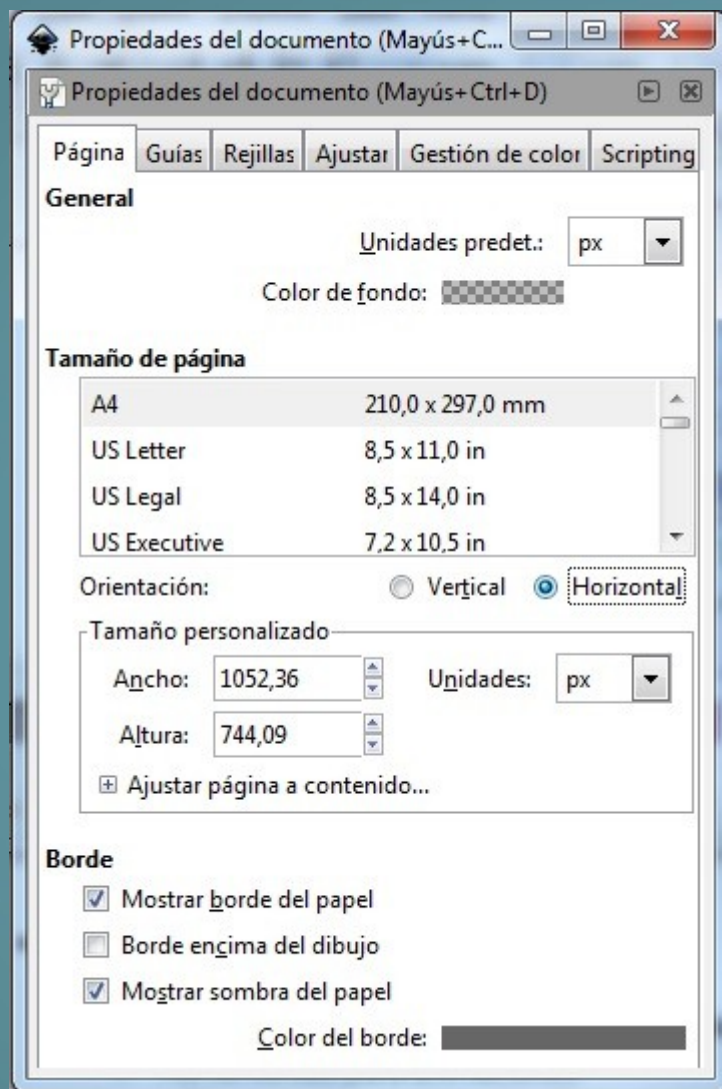 Propiedades del documento (Mayús+C...
Propiedades del documento (Mayús+Ctrl+D)
Página Guías Rejillas Ajustar Gestión de color Scripting
General
Unidades predet.: px
Color de fondo:
Tamaño de página
A4 210,0 x 297,0 mm
US Letter 8,5 x 11,0 in
US Legal 8,5 x 14,0 in
US Executive 7,2 x 10,5 in
Orientación: Vertical Horizontal
Tamaño personalizado
Ancho: 1052,36 Unidades: px
Altura: 744,09
Ajustar página a contenido...
Borde
Mostrar borde del papel
Borde encima del dibujo
Mostrar sombra del papel
Color del borde: